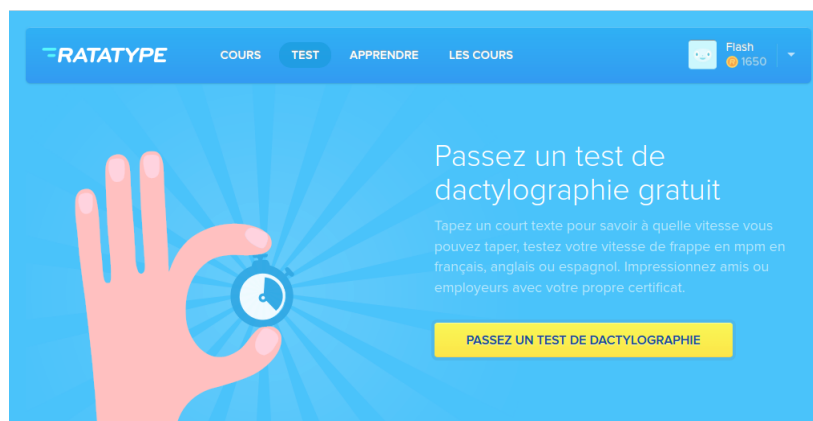 RATATYPE
COURS
TEST
APPRENDRE
LES COURS
Flash
1650
Passez un test de
dactylographie gratuit
Tapez un court texte pour savoir à quelle vitesse vous
pouvez taper, testez votre vitesse de frappe en mpm en
français, anglais ou espagnol. Impressionnez amis ou
employeurs avec votre propre certificat.
PASSEZ UN TEST DE DACTYLOGRAPHIE